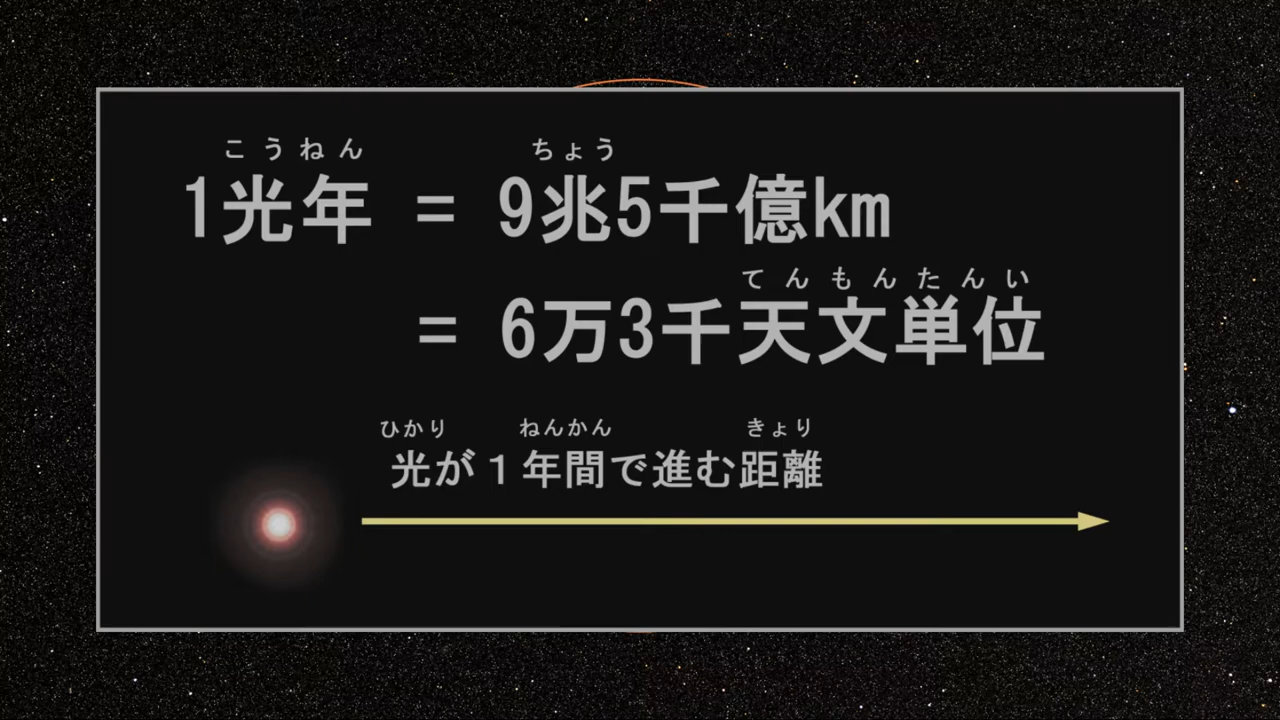 こうねん ちょう
1光年 = 9兆5千億km
てんもんたんい
= 6万3千天文単位
ひかり ねんかん きょり
光が1年間で進む距離